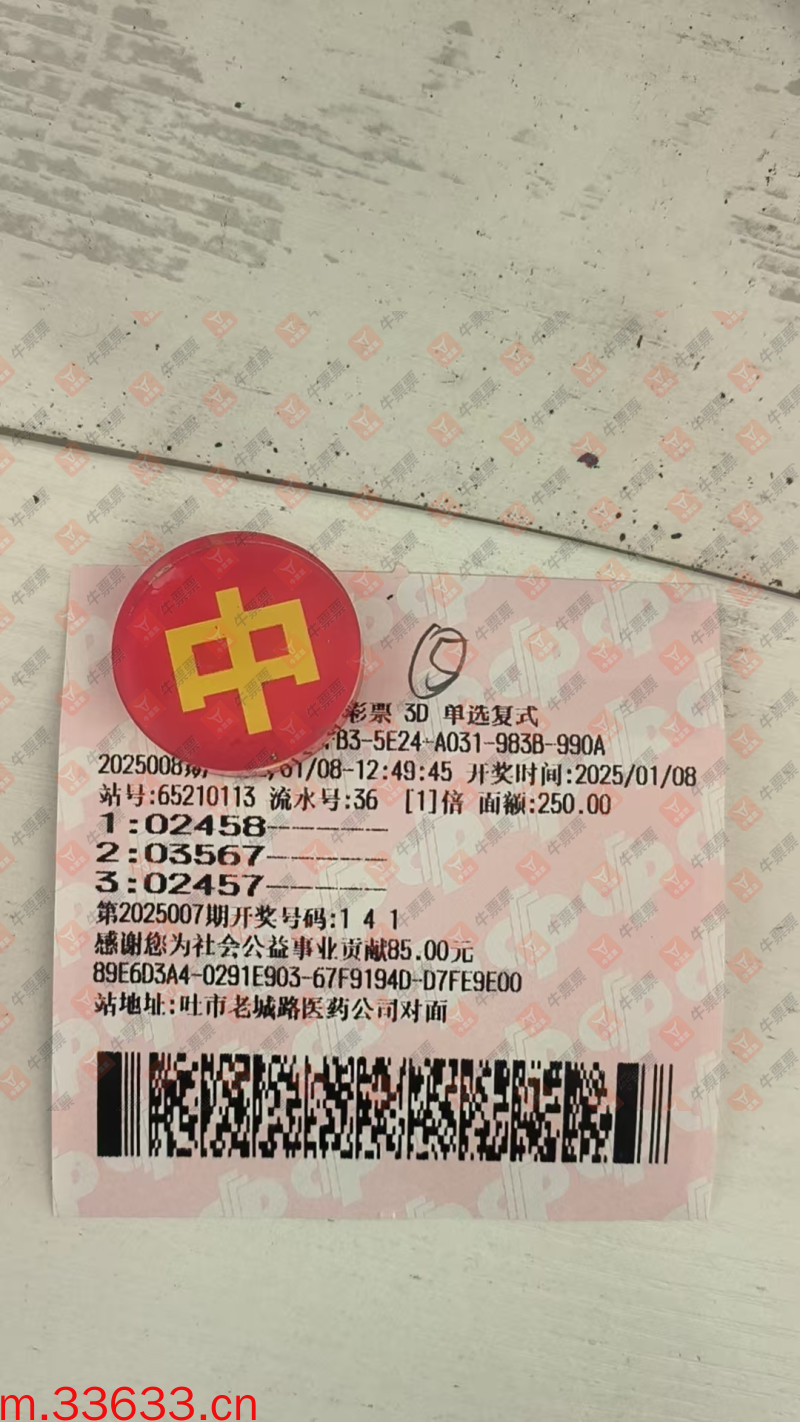 中
彩票 3D 单选复式
B3-5E24-A031-983B-990A
2025008期 01/08-12:49:45 开奖时间:2025/01/08
站号:65210113 流水号:36 [1]倍 面额:250.00
1:02458------
2:03567------
3:02457------
第2025007期开奖号码:1 4 1
感谢您为社会公益事业贡献85.00元
89E6D3A4-0291E903-67F9194D-D7FE9E00
站地址:吐市老城路医药公司对面
牛票票
m.33633.cn